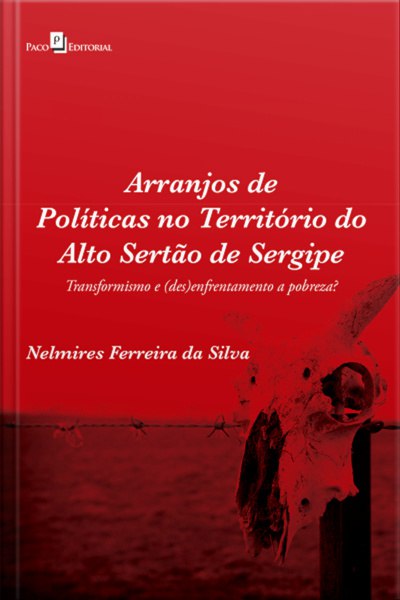 PACO EDITORIAL
Arranjos de
Políticas no Território do
Alto Sertão de Sergipe
Transformismo e (des)enfrentamento a pobreza?
Nelmires Ferreira da Silva